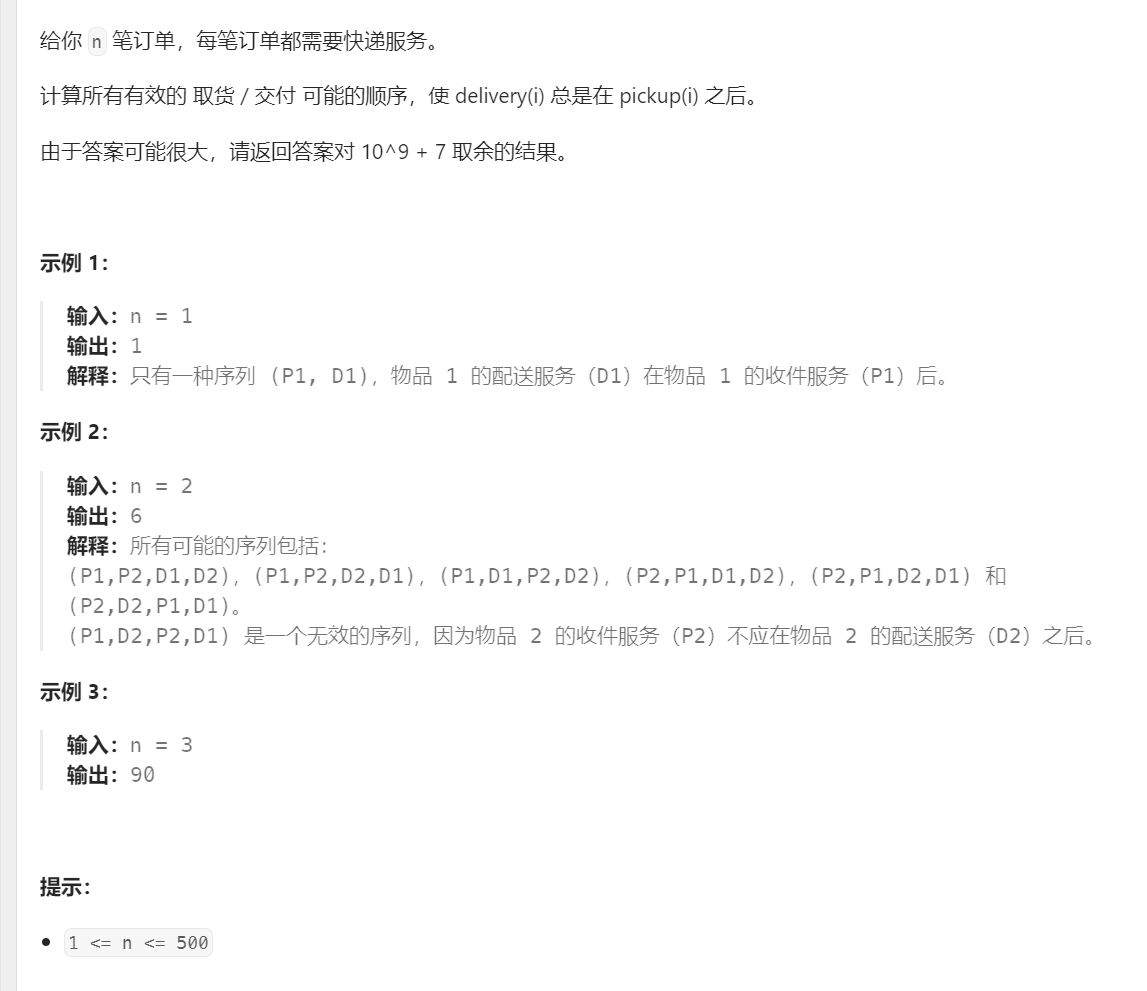 给你 n 笔订单，每笔订单都需要快递服务。
计算所有有效的 取货 / 交付 可能的顺序，使 delivery(i) 总是在 pickup(i) 之后。
由于答案可能很大，请返回答案对 10^9 + 7 取余的结果。
示例 1：
输入：n = 1
输出：1
解释：只有一种序列 (P1, D1)，物品 1 的配送服务（D1）在物品 1 的收件服务（P1）后。
示例 2：
输入：n = 2
输出：6
解释：所有可能的序列包括：
(P1,P2,D1,D2)，(P1,P2,D2,D1)，(P1,D1,P2,D2)，(P2,P1,D1,D2)，(P2,P1,D2,D1) 和
(P2,D2,P1,D1)。
(P1,D2,P2,D1) 是一个无效的序列，因为物品 2 的收件服务（P2）不应在物品 2 的配送服务（D2）之后。
示例 3：
输入：n = 3
输出：90
提示：
• 1 <= n <= 500